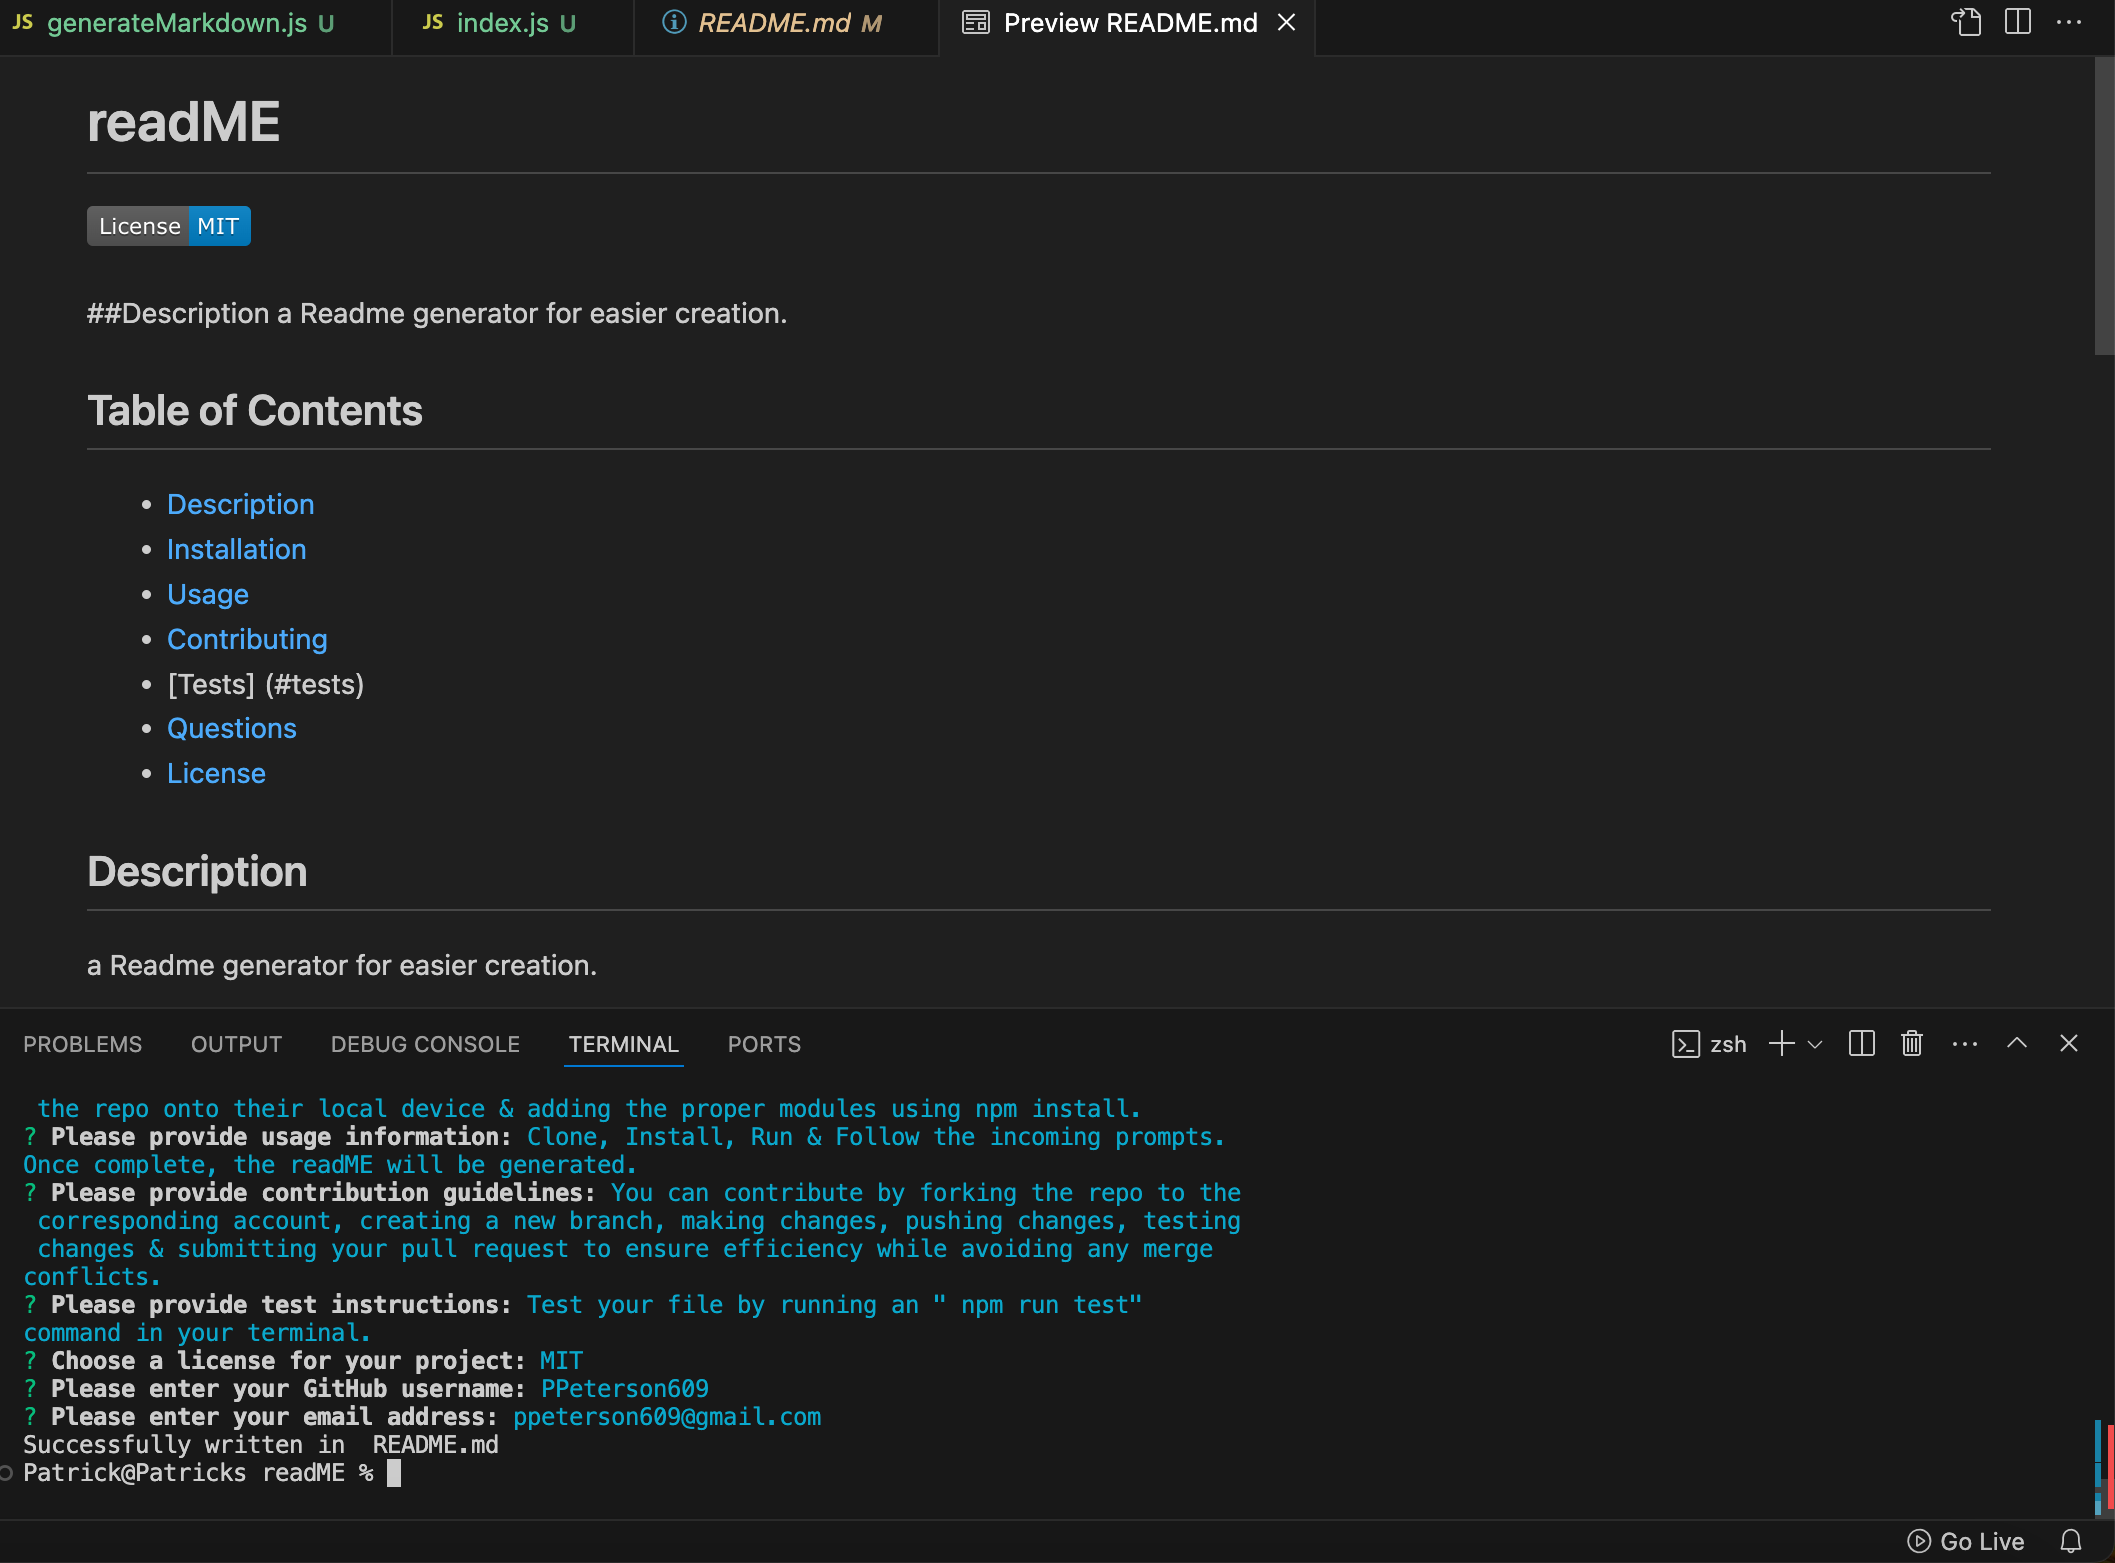 JS generateMarkdown.js U JS index.js U README.md M Preview README.md
readME
License MIT
##Description a Readme generator for easier creation.
Table of Contents
• Description
• Installation
• Usage
• Contributing
• [Tests] (#tests)
• Questions
• License
Description
a Readme generator for easier creation.
PROBLEMS OUTPUT DEBUG CONSOLE TERMINAL PORTS zsh
the repo onto their local device & adding the proper modules using npm install.
? Please provide usage information: Clone, Install, Run & Follow the incoming prompts.
Once complete, the readME will be generated.
? Please provide contribution guidelines: You can contribute by forking the repo to the
corresponding account, creating a new branch, making changes, pushing changes, testing
changes & submitting your pull request to ensure efficiency while avoiding any merge
conflicts.
? Please provide test instructions: Test your file by running an " npm run test"
command in your terminal.
? Choose a license for your project: MIT
? Please enter your GitHub username: PPeterson609
? Please enter your email address: ppeterson609@gmail.com
Successfully written in  README.md
Patrick@Patricks readME %
Go Live